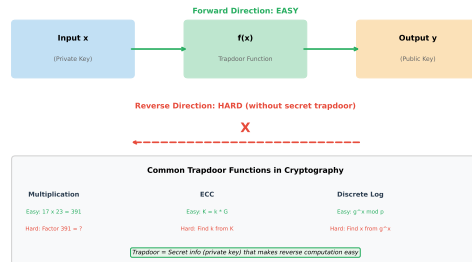 Forward Direction: EASY
Input x
f(x)
Output y
(Private Key)
Trapdoor Function
(Public Key)
Reverse Direction: HARD (without secret trapdoor)
X
Common Trapdoor Functions in Cryptography
Multiplication
ECC
Discrete Log
Easy: 17 x 23 = 391
Easy: K = k * G
Easy: g^x mod p
Hard: Factor 391 = ?
Hard: Find k from K
Hard: Find x from g^x
Trapdoor = Secret info (private key) that makes reverse computation easy